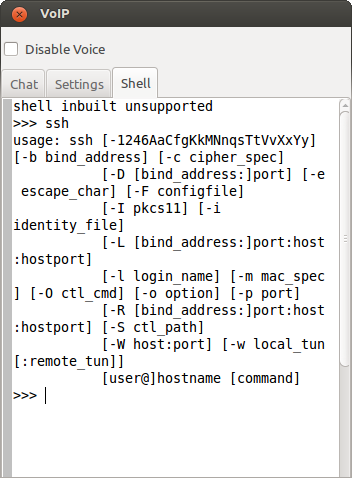 VoIP
Disable Voice
Chat Settings Shell
shell inbuilt unsupported
>>> ssh
usage: ssh [-1246AaCfgKkMNnqsTtVvXxYy]
[-b bind_address] [-c cipher_spec]
           [-D [bind_address:]port] [-e
 escape_char] [-F configfile]
           [-I pkcs11] [-i
identity_file]
           [-L [bind_address:]port:host
:hostport]
           [-l login_name] [-m mac_spec
] [-O ctl_cmd] [-o option] [-p port]
           [-R [bind_address:]port:host
:hostport] [-S ctl_path]
           [-W host:port] [-w local_tun
[:remote_tun]]
           [user@]hostname [command]
>>>